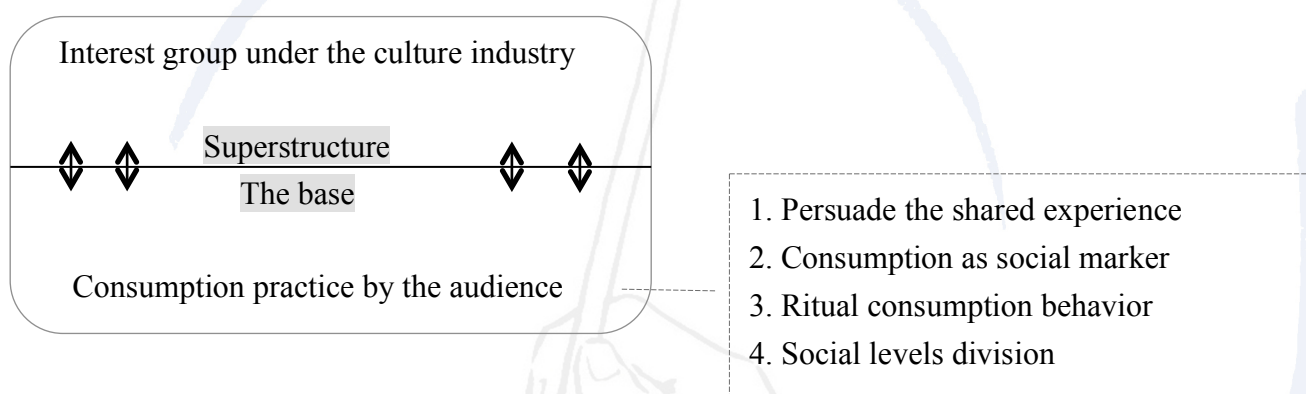 Interest group under the culture industry
Superstructure
The base
Consumption practice by the audience
1. Persuade the shared experience
2. Consumption as social marker
3. Ritual consumption behavior
4. Social levels division